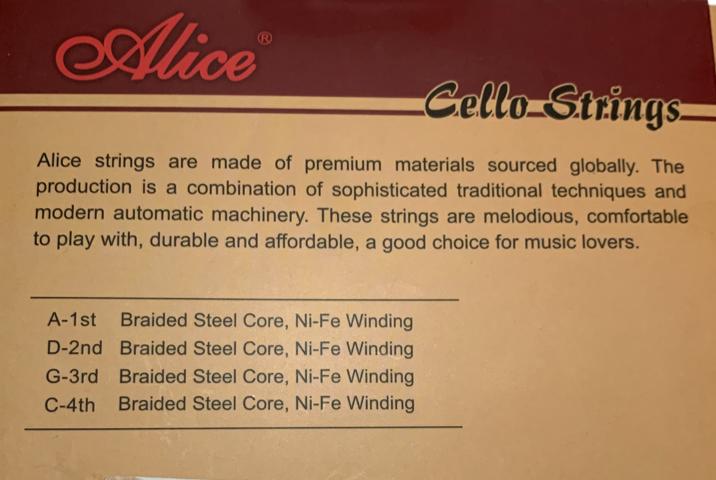 Alice®
Cello Strings
Alice strings are made of premium materials sourced globally. The
production is a combination of sophisticated traditional techniques and
modern automatic machinery. These strings are melodious, comfortable
to play with, durable and affordable, a good choice for music lovers.
A-1st Braided Steel Core, Ni-Fe Winding
D-2nd Braided Steel Core, Ni-Fe Winding
G-3rd Braided Steel Core, Ni-Fe Winding
C-4th Braided Steel Core, Ni-Fe Winding